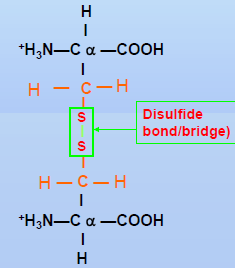 H
⁺H₃N—C α —COOH
H — C — H
S
Disulfide
bond/bridge)
S
H — C — H
⁺H₃N—C α —COOH
H